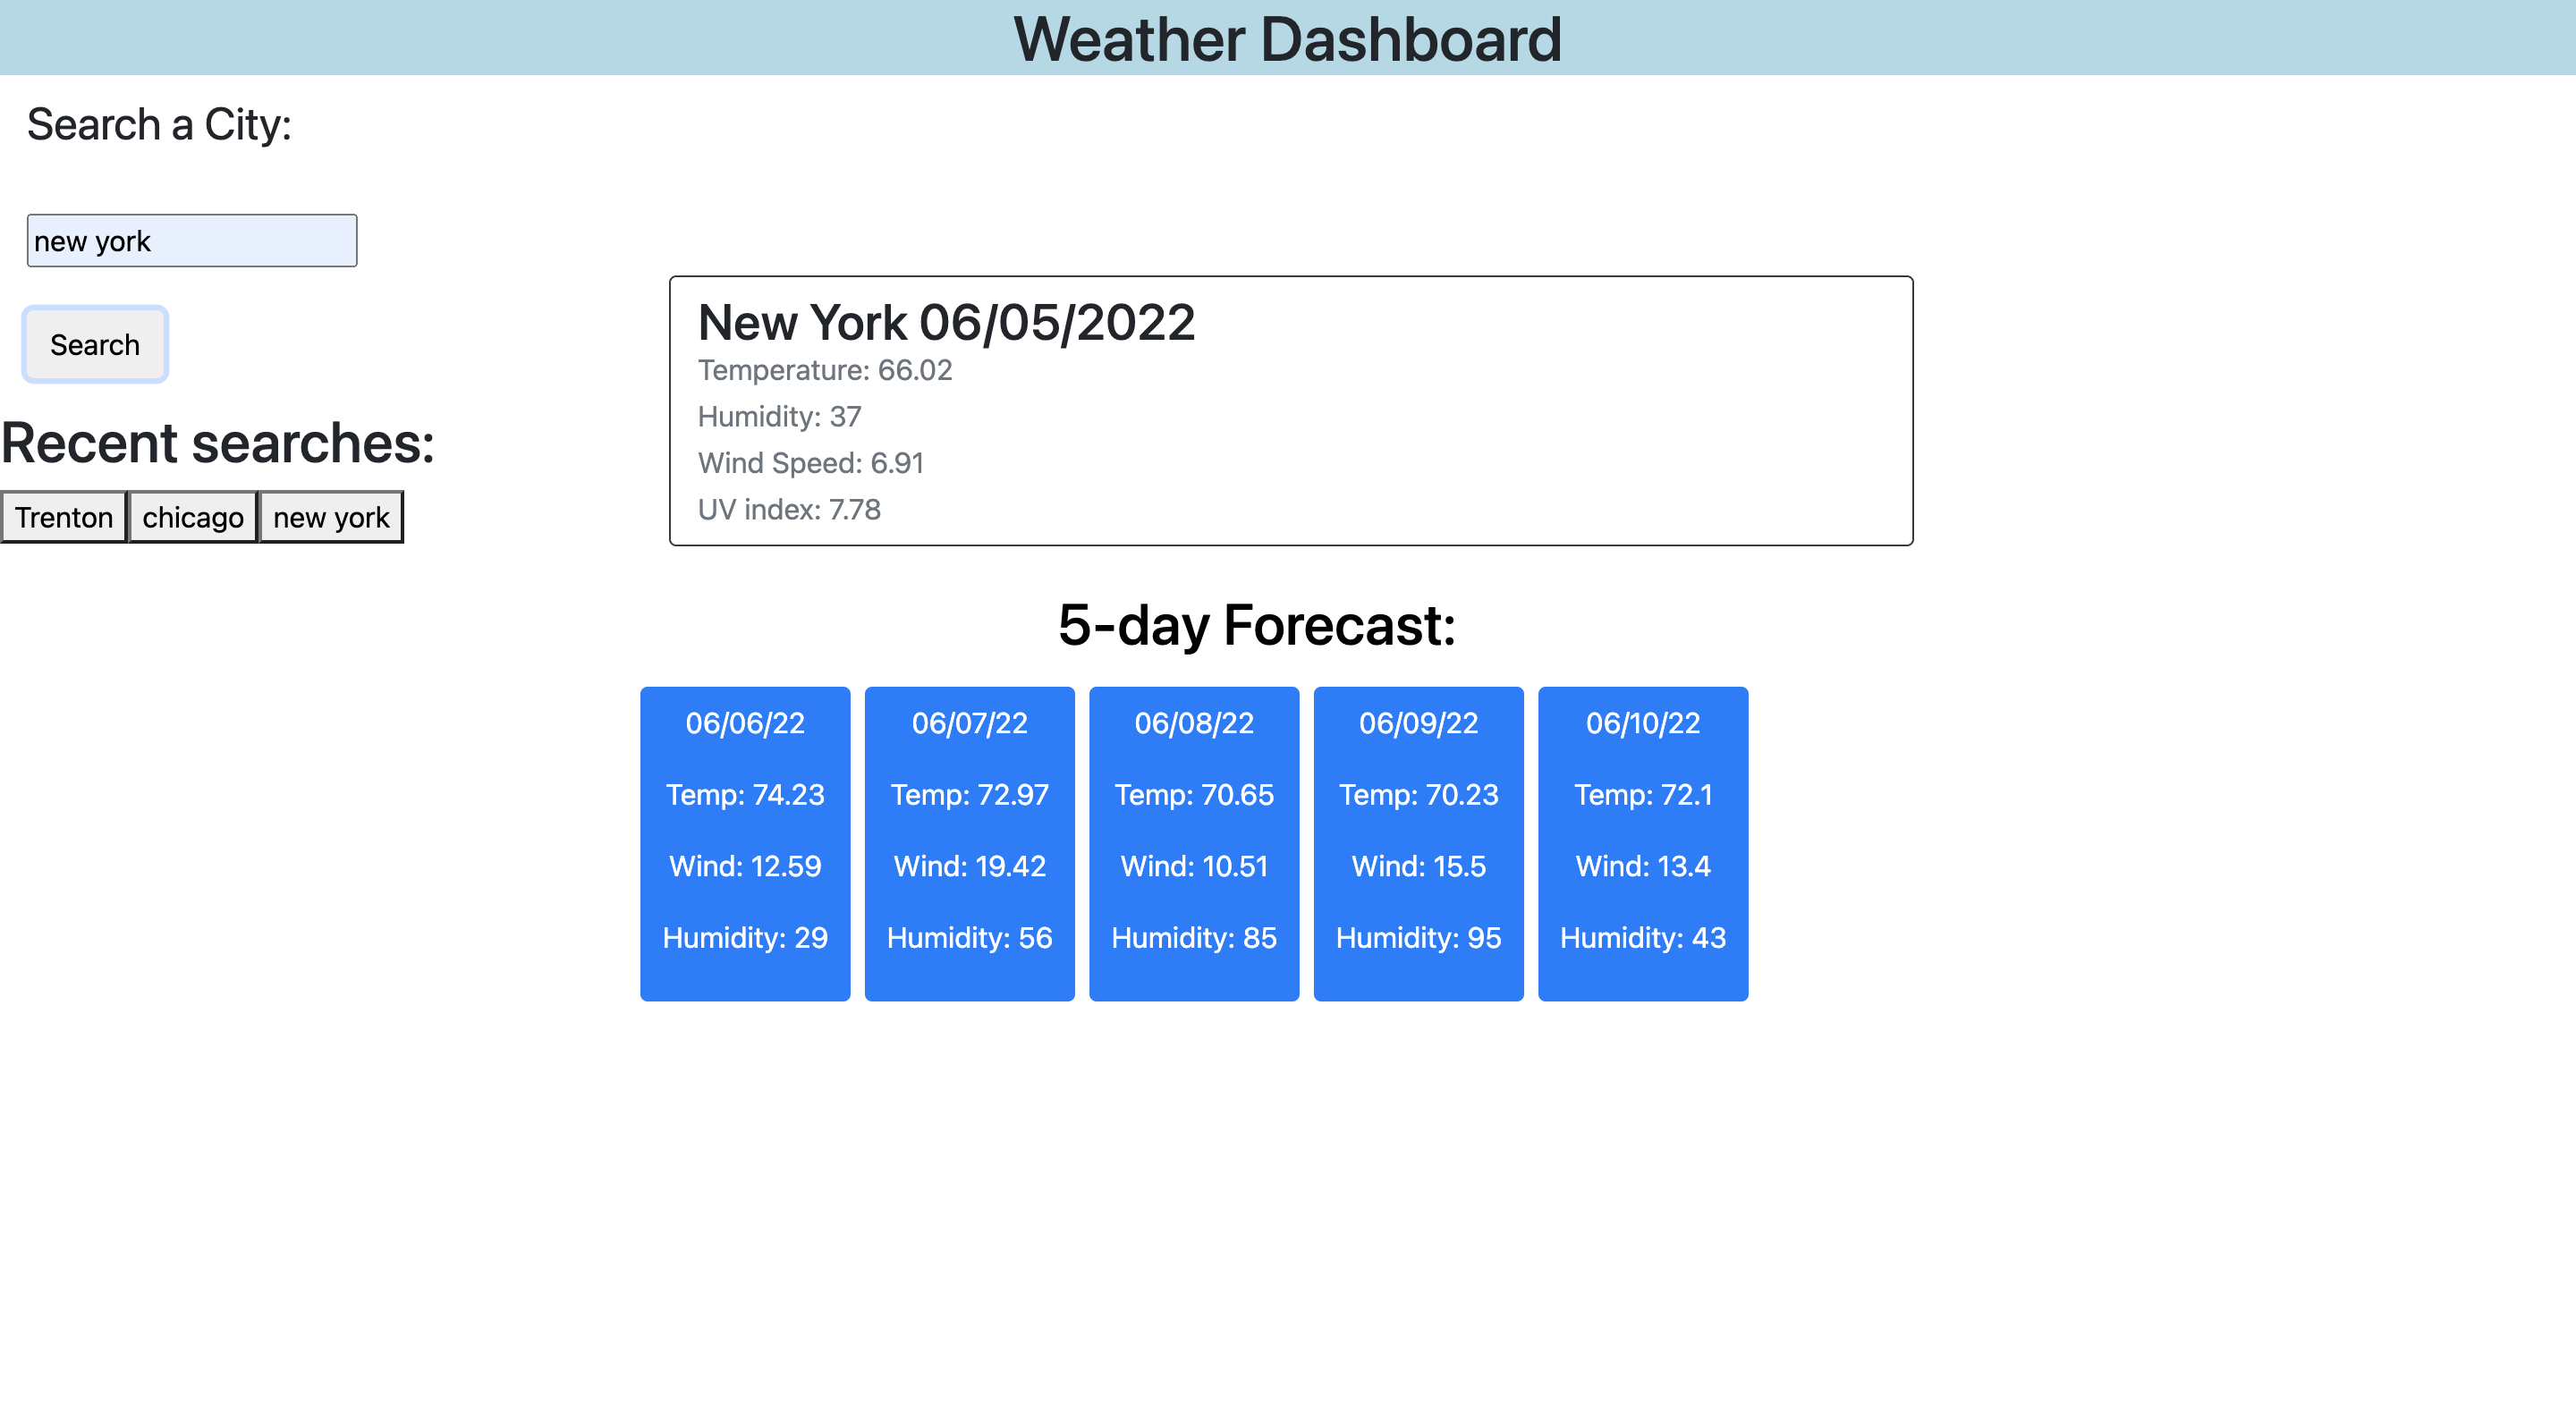 Weather Dashboard
Search a City:
new york
Search
Recent searches:
Trenton chicago new york
New York 06/05/2022
Temperature: 66.02
Humidity: 37
Wind Speed: 6.91
UV index: 7.78
5-day Forecast:
06/06/22
Temp: 74.23
Wind: 12.59
Humidity: 29
06/07/22
Temp: 72.97
Wind: 19.42
Humidity: 56
06/08/22
Temp: 70.65
Wind: 10.51
Humidity: 85
06/09/22
Temp: 70.23
Wind: 15.5
Humidity: 95
06/10/22
Temp: 72.1
Wind: 13.4
Humidity: 43